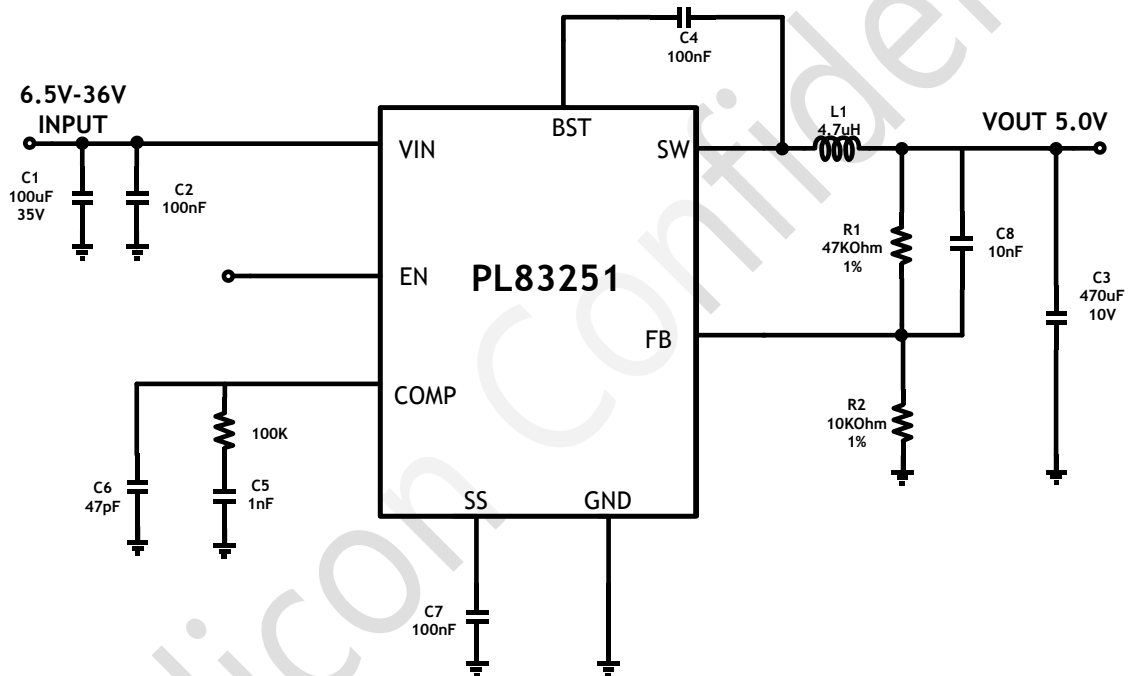 C4
100nF
6.5V-36V
INPUT
BST
L1
4.7uH
VOUT 5.0V
VIN
SW
C1
100uF
35V
C2
100nF
R1
47KOhm
1%
C8
10nF
EN
PL83251
C3
470uF
10V
FB
COMP
R2
10KOhm
1%
100K
C6
47pF
C5
1nF
SS
GND
C7
100nF